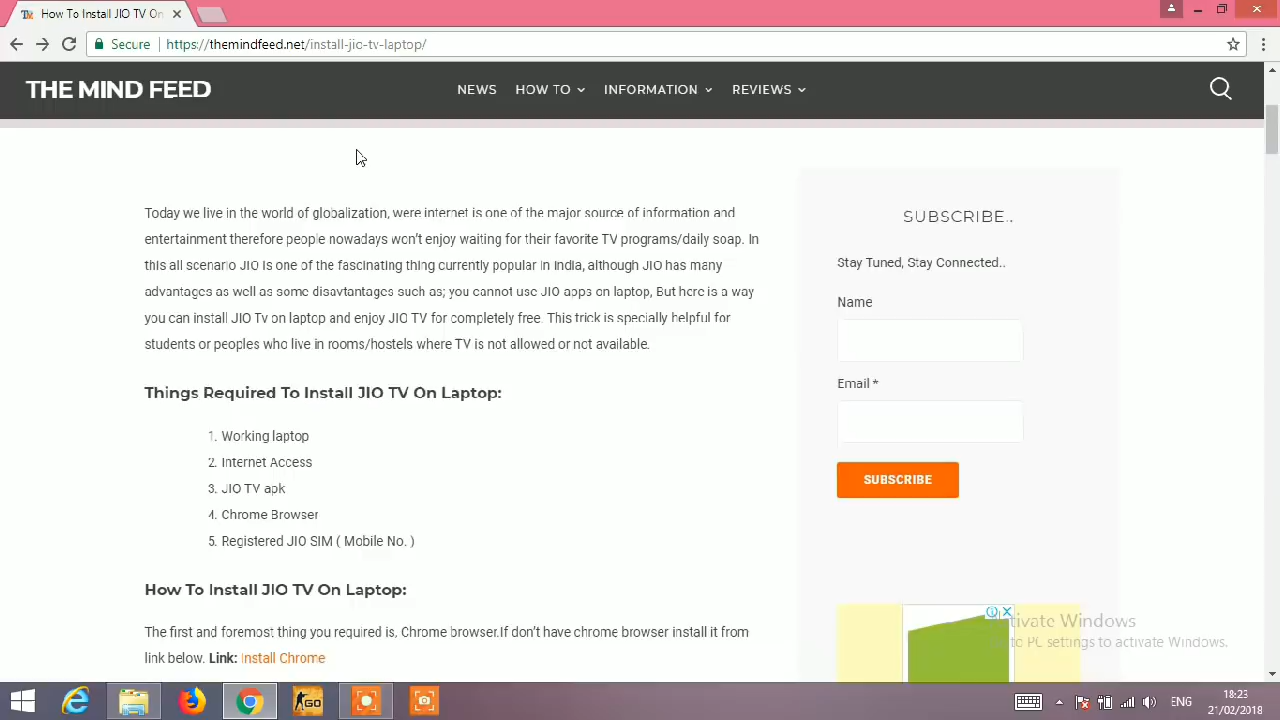 How To Install JIO TV On
Secure
https://themindfeed.net/install-jio-tv-laptop/
THE MIND FEED
NEWS
HOW TO
INFORMATION
REVIEWS
Today we live in the world of globalization, were internet is one of the major source of information and
entertainment therefore people nowadays won't enjoy waiting for their favorite TV programs/daily soap. In
this all scenario JIO is one of the fascinating thing currently popular in India, although JIO has many
advantages as well as some disavtantages such as; you cannot use JIO apps on laptop, But here is a way
you can install JIO Tv on laptop and enjoy JIO TV for completely free. This trick is specially helpful for
students or peoples who live in rooms/hostels where TV is not allowed or not available.
Things Required To Install JIO TV On Laptop:
1. Working laptop
2. Internet Access
3. JIO TV apk
4. Chrome Browser
5. Registered JIO SIM ( Mobile No. )
How To Install JIO TV On Laptop:
The first and foremost thing you required is, Chrome browser.If don't have chrome browser install it from
link below. Link: Install Chrome
SUBSCRIBE..
Stay Tuned, Stay Connected..
Name
Email *
SUBSCRIBE
Activate Windows
to PC settings to activate Windows.
GO
ENG
18:23
21/02/2018